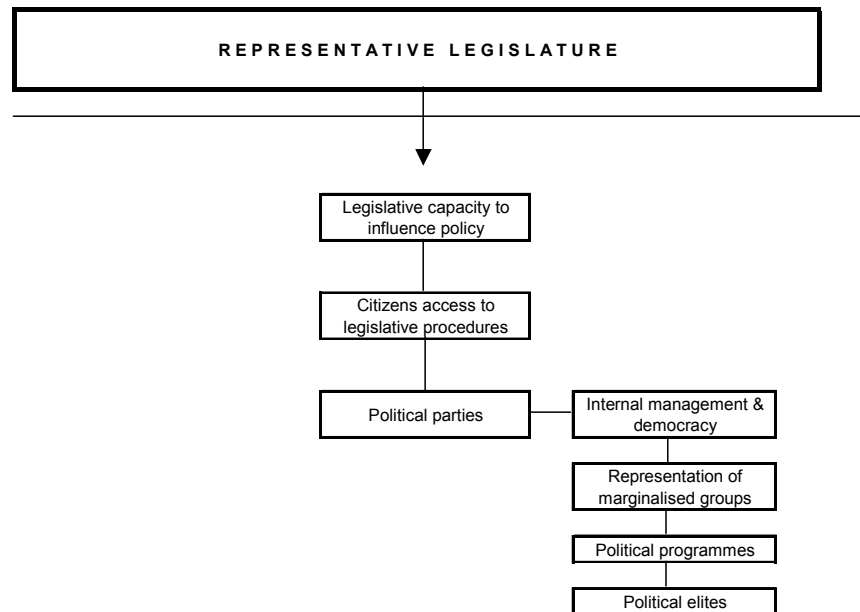 REPRESENTATIVE LEGISLATURE
Legislative capacity to
influence policy
Citizens access to
legislative procedures
Political parties
Internal management &
democracy
Representation of
marginalised groups
Political programmes
Political elites